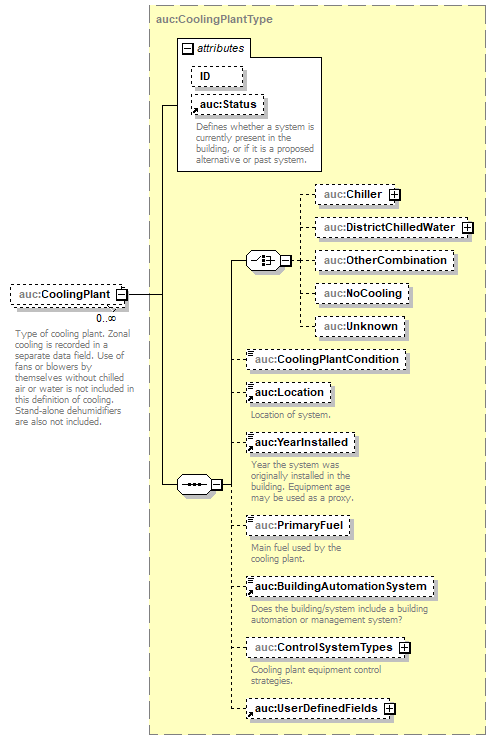 auc:CoolingPlantType
attributes
ID
auc:Status
Defines whether a system is
currently present in the
building, or if it is a proposed
alternative or past system.
auc:Chiller
auc:DistrictChilledWater
auc:OtherCombination
auc:NoCooling
auc:Unknown
auc:CoolingPlant
0..∞
Type of cooling plant. Zonal
cooling is recorded in a
separate data field. Use of
fans or blowers by
themselves without chilled
air or water is not included in
this definition of cooling.
Stand-alone dehumidifiers
are also not included.
auc:CoolingPlantCondition
auc:Location
Location of system.
auc:YearInstalled
Year the system was
originally installed in the
building. Equipment age
may be used as a proxy.
auc:PrimaryFuel
Main fuel used by the
cooling plant.
auc:BuildingAutomationSystem
Does the building/system include a building
automation or management system?
auc:ControlSystemTypes
Cooling plant equipment control
strategies.
auc:UserDefinedFields